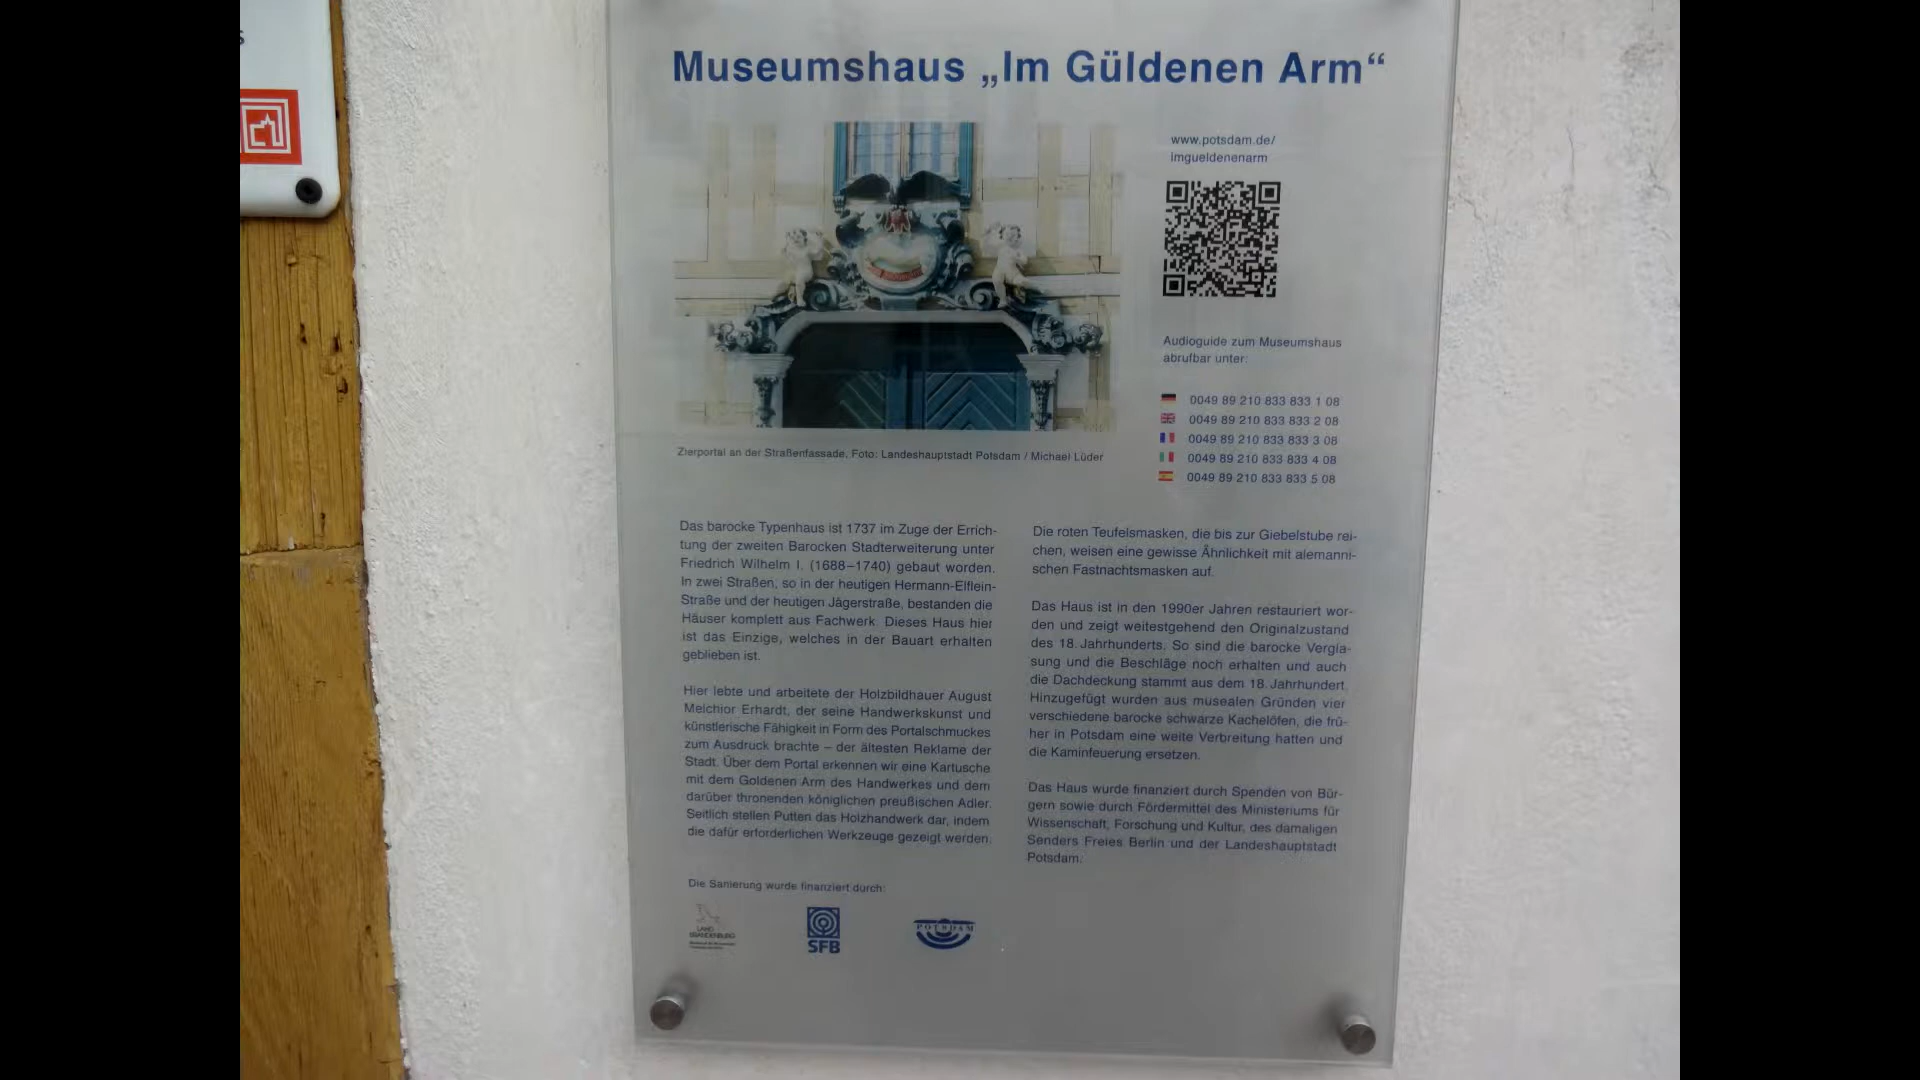 Museumshaus „Im Güldenen Arm“
www.potsdam.de/
imgueldenenarm
Audioguide zum Museumshaus
abrufbar unter:
0049 89 210 833 833 1 08
0049 89 210 833 833 2 08
0049 89 210 833 833 3 08
0049 89 210 833 833 4 08
0049 89 210 833 833 5 08
Zierportal an der Straßenfassade, Foto: Landeshauptstadt Potsdam / Michael Lüder
Das barocke Typenhaus ist 1737 im Zuge der Errich-
tung der zweiten Barocken Stadterweiterung unter
Friedrich Wilhelm I. (1688–1740) gebaut worden.
In zwei Straßen, so in der heutigen Hermann-Elflein-
Straße und der heutigen Jägerstraße, bestanden die
Häuser komplett aus Fachwerk. Dieses Haus hier
ist das Einzige, welches in der Bauart erhalten
geblieben ist.
Hier lebte und arbeitete der Holzbildhauer August
Melchior Erhardt, der seine Handwerkskunst und
künstlerische Fähigkeit in Form des Portalschmuckes
zum Ausdruck brachte – der ältesten Reklame der
Stadt. Über dem Portal erkennen wir eine Kartusche
mit dem Goldenen Arm des Handwerkes und dem
darüber thronenden königlichen preußischen Adler.
Seitlich stellen Putten das Holzhandwerk dar, indem
die dafür erforderlichen Werkzeuge gezeigt werden.
Die roten Teufelsmasken, die bis zur Giebelstube rei-
chen, weisen eine gewisse Ähnlichkeit mit alemanni-
schen Fastnachtsmasken auf.
Das Haus ist in den 1990er Jahren restauriert wor-
den und zeigt weitestgehend den Originalzustand
des 18. Jahrhunderts. So sind die barocke Vergla-
sung und die Beschläge noch erhalten und auch
die Dachdeckung stammt aus dem 18. Jahrhundert.
Hinzugefügt wurden aus musealen Gründen vier
verschiedene barocke schwarze Kachelöfen, die frü-
her in Potsdam eine weite Verbreitung hatten und
die Kaminfeuerung ersetzen.
Das Haus wurde finanziert durch Spenden von Bür-
gern sowie durch Fördermittel des Ministeriums für
Wissenschaft, Forschung und Kultur, des damaligen
Senders Freies Berlin und der Landeshauptstadt
Potsdam.
Die Sanierung wurde finanziert durch:
LAND
BRANDENBURG
SFB
POTSDAM